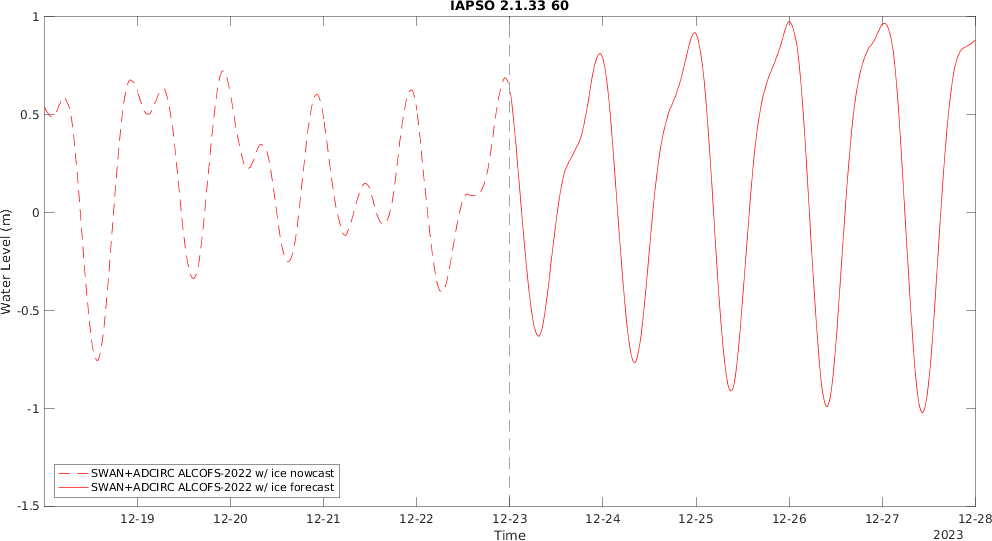 IAPSO 2.1.33 60
Water Level (m)
1
0.5
0
-0.5
-1
-1.5
SWAN+ADCIRC ALCOFS-2022 w/ ice nowcast
SWAN+ADCIRC ALCOFS-2022 w/ ice forecast
12-19 12-20 12-21 12-22 12-23 12-24 12-25 12-26 12-27 12-28
Time
2023